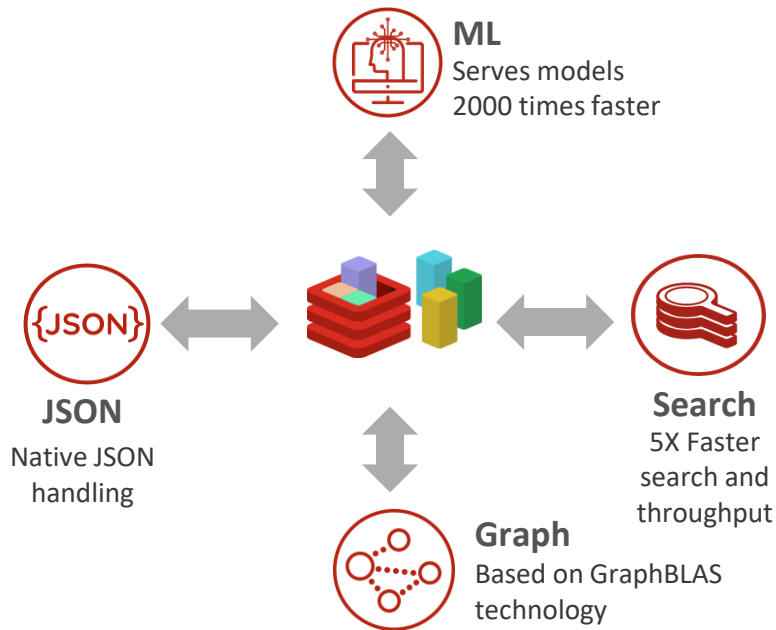 ML
Serves models
2000 times faster
{JSON}
JSON
Native JSON
handling
Search
5X Faster
search and
throughput
Graph
Based on GraphBLAS
technology